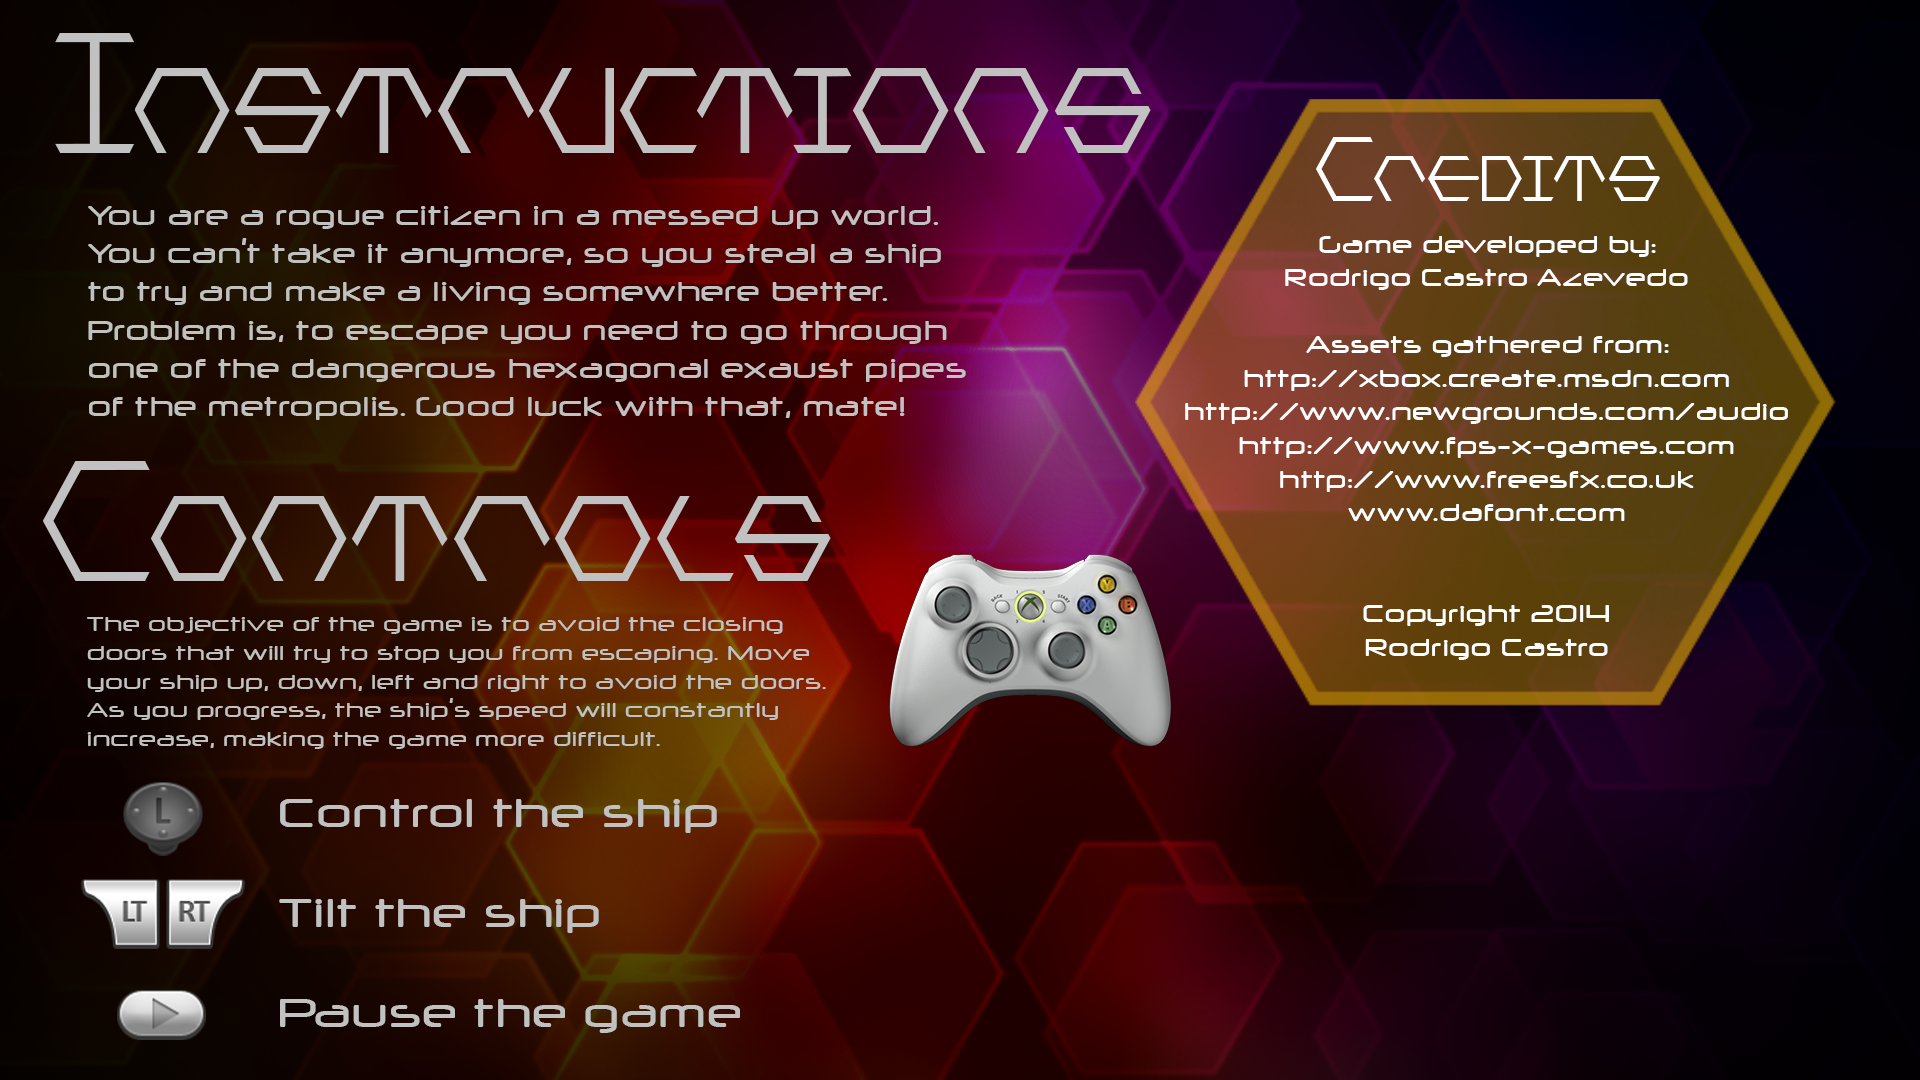 Instructions
You are a rogue citizen in a messed up world.
You can't take it anymore, so you steal a ship
to try and make a living somewhere better.
Problem is, to escape you need to go through
one of the dangerous hexagonal exaust pipes
of the metropolis. Good luck with that, mate!
Controls
The objective of the game is to avoid the closing
doors that will try to stop you from escaping. Move
your ship up, down, left and right to avoid the doors.
As you progress, the ship's speed will constantly
increase, making the game more difficult.
L
Control the ship
LT RT
Tilt the ship
Pause the game
BACK
START
Y
X
B
A
Credits
Game developed by:
Rodrigo Castro Azevedo
Assets gathered from:
http://xbox.create.msdn.com
http://www.newgrounds.com/audio
http://www.fps-x-games.com
http://www.freesfx.co.uk
www.dafont.com
Copyright 2014
Rodrigo Castro